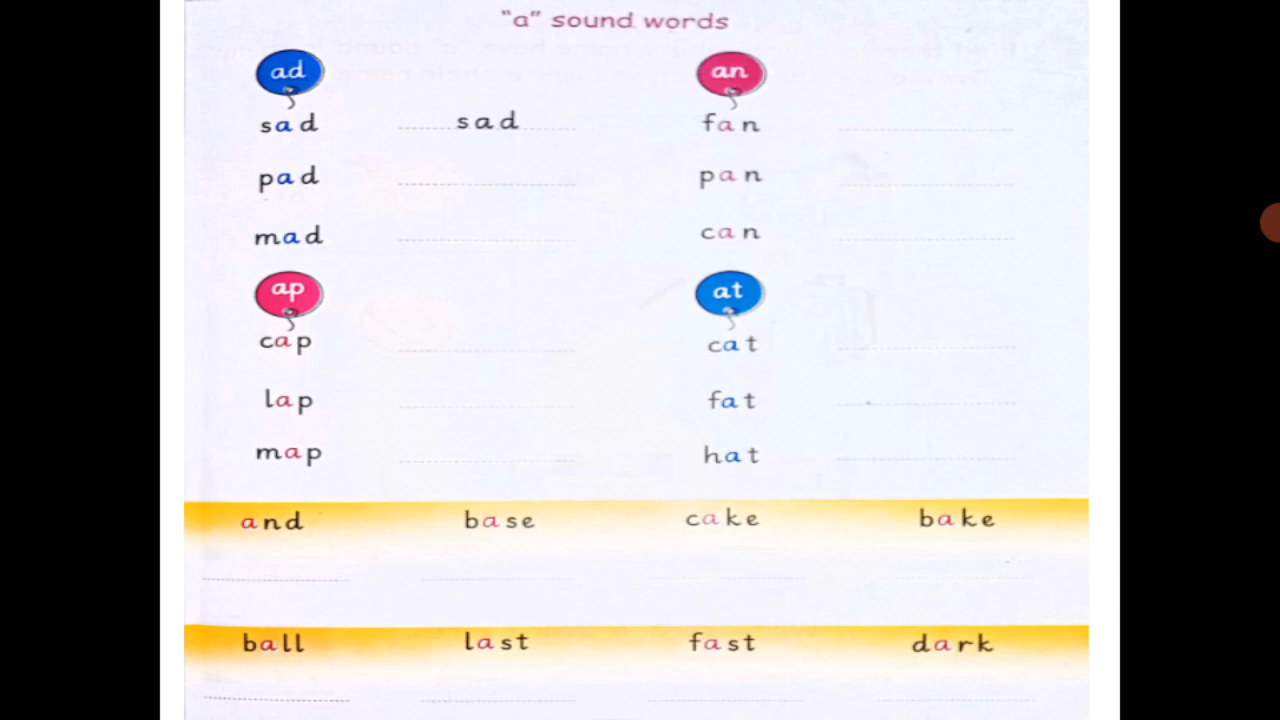 "a" sound words
ad
sad sad
pad
mad
an
fan
pan
can
ap
cap
lap
map
at
cat
fat
hat
and base cake bake
ball last fast dark